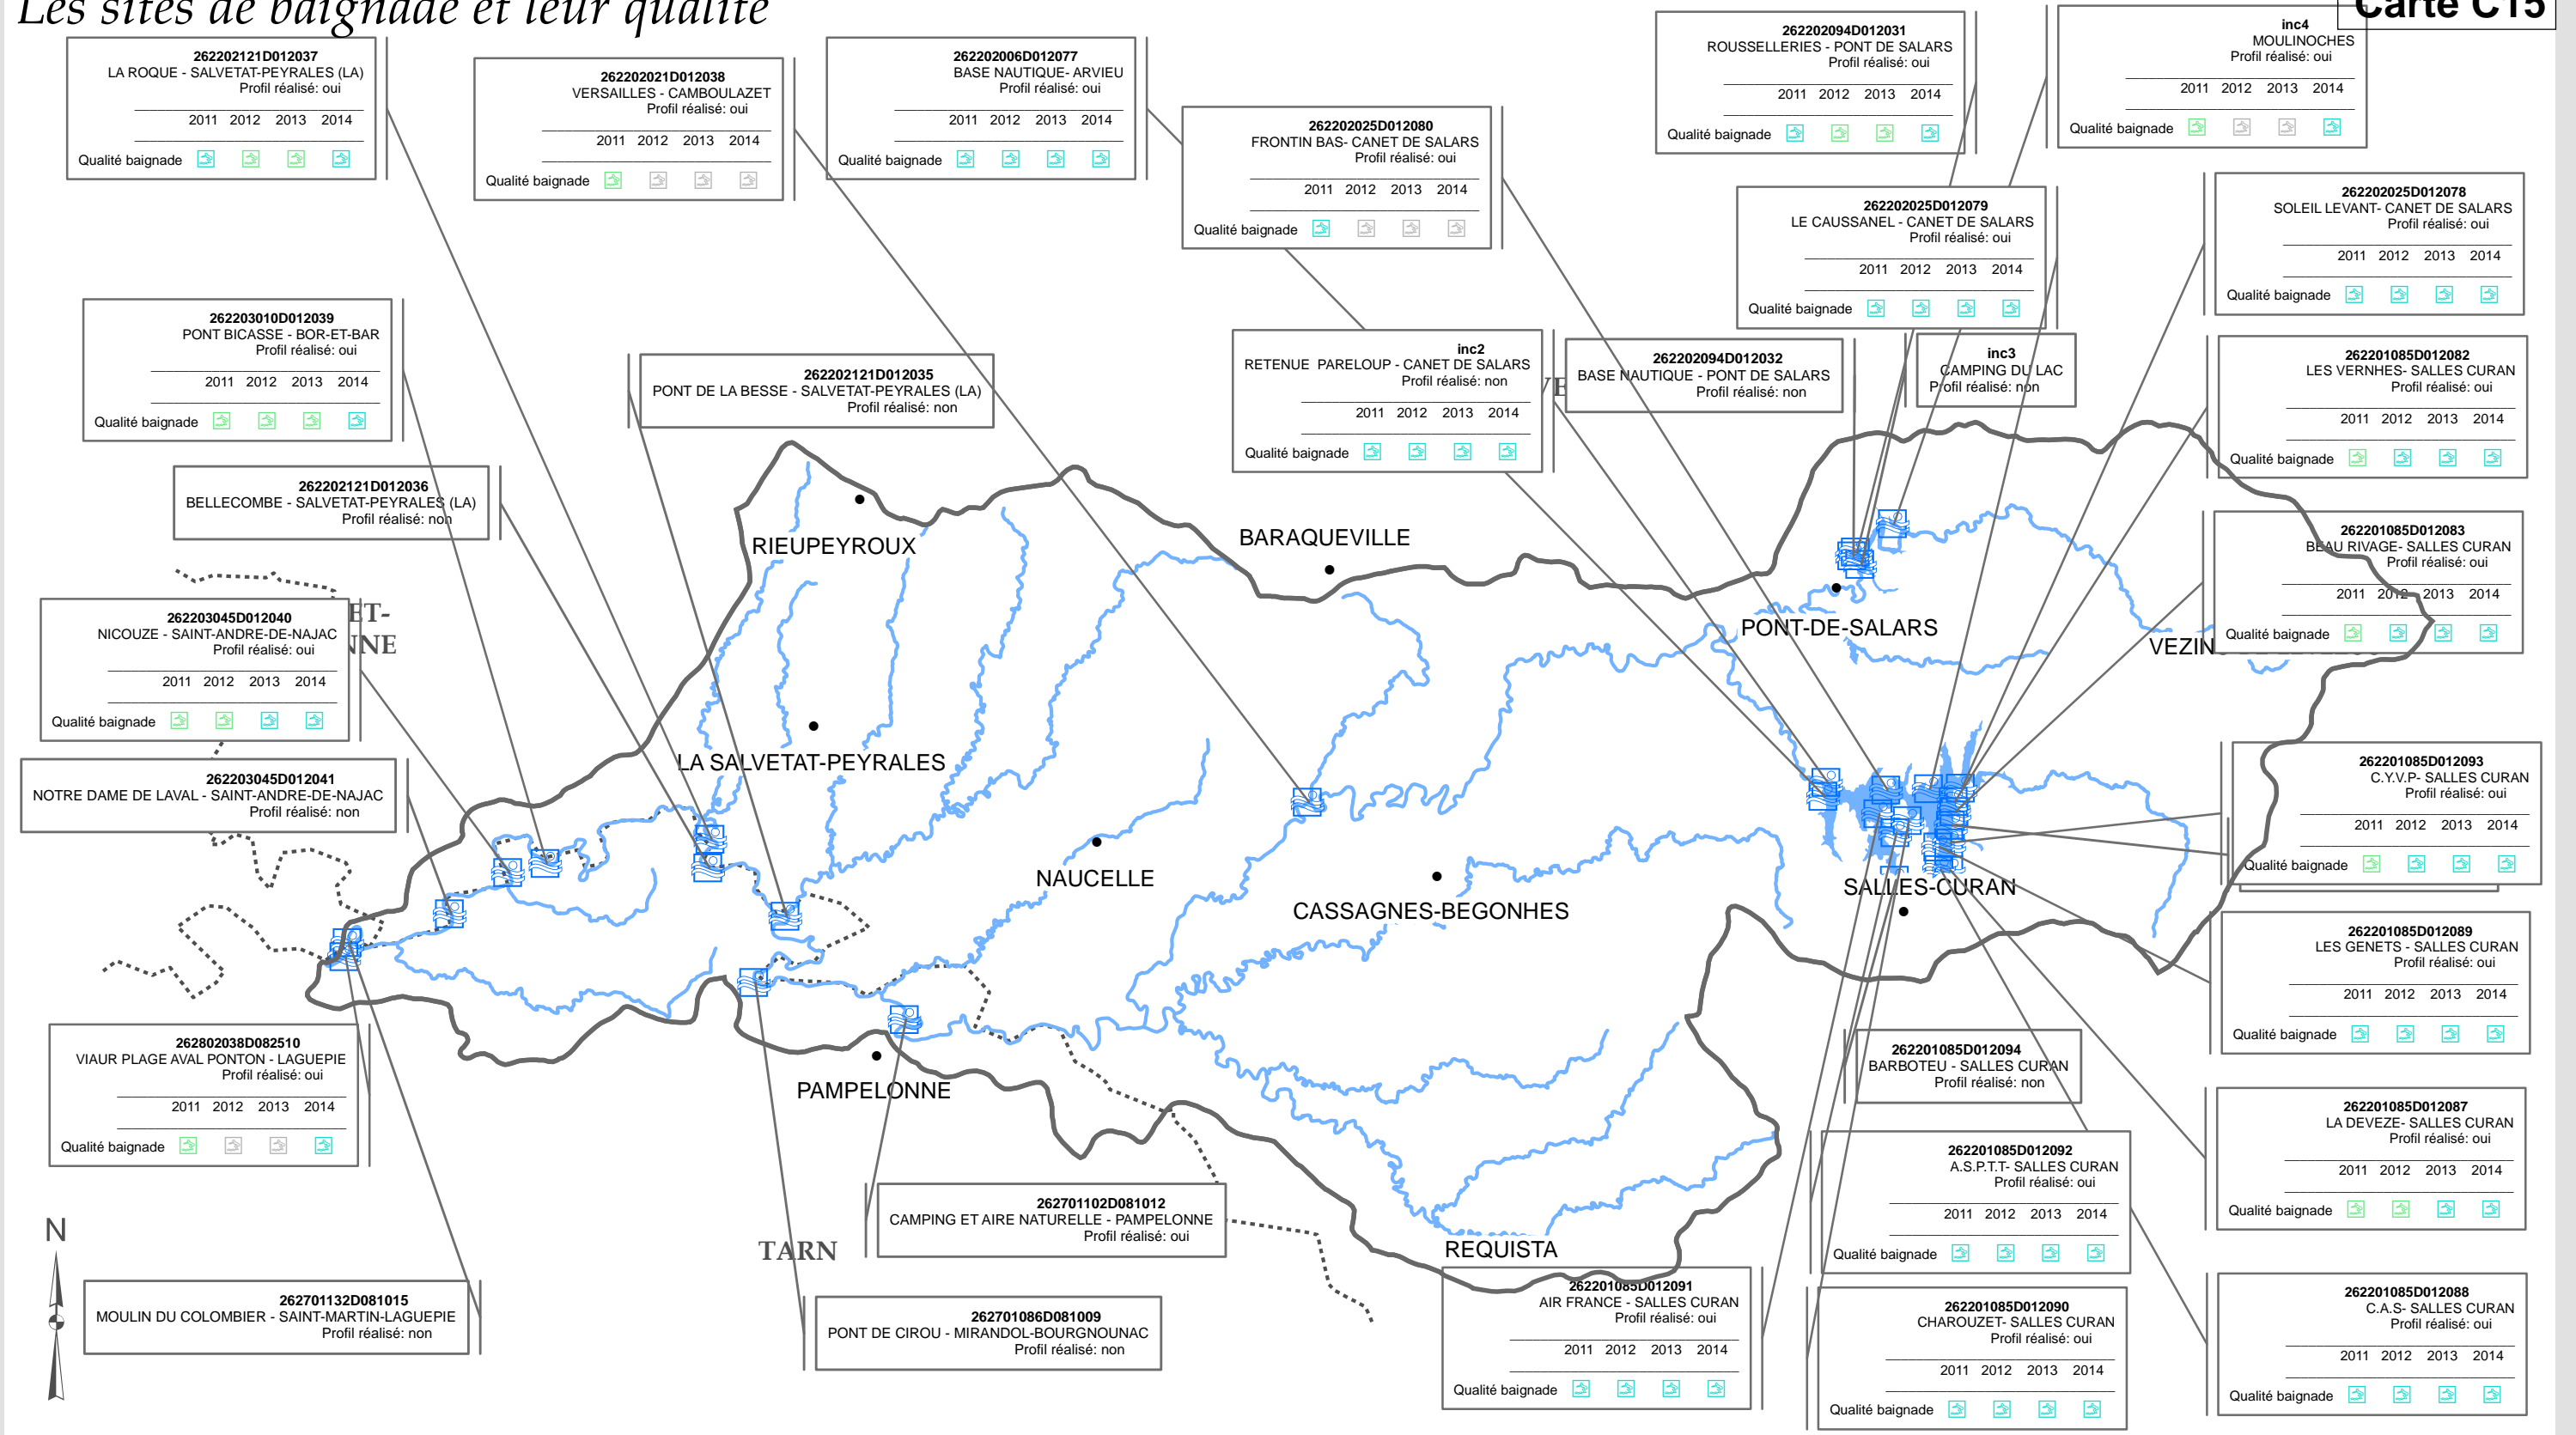 Les sites de baignade et leur qualité
Carte C15
262202121D012037
LA ROQUE - SALVETAT-PEYRALES (LA)
Profil réalisé: oui
2011 2012 2013 2014
Qualité baignade
262202021D012038
VERSAILLES - CAMBOULAZET
Profil réalisé: oui
2011 2012 2013 2014
Qualité baignade
262202006D012077
BASE NAUTIQUE- ARVIEU
Profil réalisé: oui
2011 2012 2013 2014
Qualité baignade
262202025D012080
FRONTIN BAS- CANET DE SALARS
Profil réalisé: oui
2011 2012 2013 2014
Qualité baignade
262202094D012031
ROUSSELLERIES - PONT DE SALARS
Profil réalisé: oui
2011 2012 2013 2014
Qualité baignade
inc4
MOULINOCHES
Profil réalisé: oui
2011 2012 2013 2014
Qualité baignade
262202025D012079
LE CAUSSANEL - CANET DE SALARS
Profil réalisé: oui
2011 2012 2013 2014
Qualité baignade
262202025D012078
SOLEIL LEVANT- CANET DE SALARS
Profil réalisé: oui
2011 2012 2013 2014
Qualité baignade
262203010D012039
PONT BICASSE - BOR-ET-BAR
Profil réalisé: oui
2011 2012 2013 2014
Qualité baignade
262202121D012035
PONT DE LA BESSE - SALVETAT-PEYRALES (LA)
Profil réalisé: non
inc2
RETENUE PARELOUP - CANET DE SALARS
Profil réalisé: non
2011 2012 2013 2014
Qualité baignade
262202094D012032
BASE NAUTIQUE - PONT DE SALARS
Profil réalisé: non
inc3
CAMPING DU LAC
Profil réalisé: non
262201085D012082
LES VERNHES- SALLES CURAN
Profil réalisé: oui
2011 2012 2013 2014
Qualité baignade
262202121D012036
BELLECOMBE - SALVETAT-PEYRALES (LA)
Profil réalisé: non
262201085D012083
BEAU RIVAGE- SALLES CURAN
Profil réalisé: oui
2011 2012 2013 2014
Qualité baignade
RIEUPEYROUX
BARAQUEVILLE
PONT-DE-SALARS
VEZIN
ET-
NNE
262203045D012040
NICOUZE - SAINT-ANDRE-DE-NAJAC
Profil réalisé: oui
2011 2012 2013 2014
Qualité baignade
LA SALVETAT-PEYRALES
262203045D012041
NOTRE DAME DE LAVAL - SAINT-ANDRE-DE-NAJAC
Profil réalisé: non
262201085D012093
C.Y.V.P- SALLES CURAN
Profil réalisé: oui
2011 2012 2013 2014
Qualité baignade
NAUCELLE
CASSAGNES-BEGONHES
SALLES-CURAN
262201085D012089
LES GENETS - SALLES CURAN
Profil réalisé: oui
2011 2012 2013 2014
Qualité baignade
262802038D082510
VIAUR PLAGE AVAL PONTON - LAGUEPIE
Profil réalisé: oui
2011 2012 2013 2014
Qualité baignade
PAMPELONNE
262201085D012094
BARBOTEU - SALLES CURAN
Profil réalisé: non
262201085D012087
LA DEVEZE- SALLES CURAN
Profil réalisé: oui
2011 2012 2013 2014
Qualité baignade
262201085D012092
A.S.P.T.T- SALLES CURAN
Profil réalisé: oui
2011 2012 2013 2014
Qualité baignade
262701102D081012
CAMPING ET AIRE NATURELLE - PAMPELONNE
Profil réalisé: oui
N
TARN
REQUISTA
262701132D081015
MOULIN DU COLOMBIER - SAINT-MARTIN-LAGUEPIE
Profil réalisé: non
262701086D081009
PONT DE CIROU - MIRANDOL-BOURGNOUNAC
Profil réalisé: non
262201085D012091
AIR FRANCE - SALLES CURAN
Profil réalisé: oui
2011 2012 2013 2014
Qualité baignade
262201085D012090
CHAROUZET- SALLES CURAN
Profil réalisé: oui
2011 2012 2013 2014
Qualité baignade
262201085D012088
C.A.S- SALLES CURAN
Profil réalisé: oui
2011 2012 2013 2014
Qualité baignade